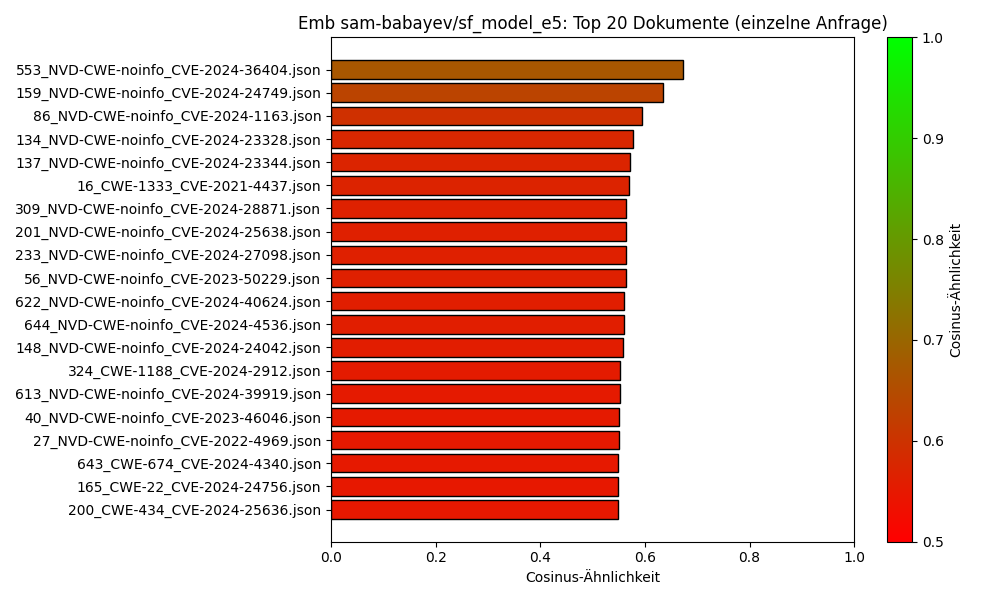 Emb sam-babayev/sf_model_e5: Top 20 Dokumente (einzelne Anfrage)
553_NVD-CWE-noinfo_CVE-2024-36404.json
159_NVD-CWE-noinfo_CVE-2024-24749.json
86_NVD-CWE-noinfo_CVE-2024-1163.json
134_NVD-CWE-noinfo_CVE-2024-23328.json
137_NVD-CWE-noinfo_CVE-2024-23344.json
16_CWE-1333_CVE-2021-4437.json
309_NVD-CWE-noinfo_CVE-2024-28871.json
201_NVD-CWE-noinfo_CVE-2024-25638.json
233_NVD-CWE-noinfo_CVE-2024-27098.json
56_NVD-CWE-noinfo_CVE-2023-50229.json
622_NVD-CWE-noinfo_CVE-2024-40624.json
644_NVD-CWE-noinfo_CVE-2024-4536.json
148_NVD-CWE-noinfo_CVE-2024-24042.json
324_CWE-1188_CVE-2024-2912.json
613_NVD-CWE-noinfo_CVE-2024-39919.json
40_NVD-CWE-noinfo_CVE-2023-46046.json
27_NVD-CWE-noinfo_CVE-2022-4969.json
643_CWE-674_CVE-2024-4340.json
165_CWE-22_CVE-2024-24756.json
200_CWE-434_CVE-2024-25636.json
0.0 0.2 0.4 0.6 0.8 1.0
Cosinus-Ähnlichkeit
1.0
0.9
0.8
0.7
0.6
0.5
Cosinus-Ähnlichkeit